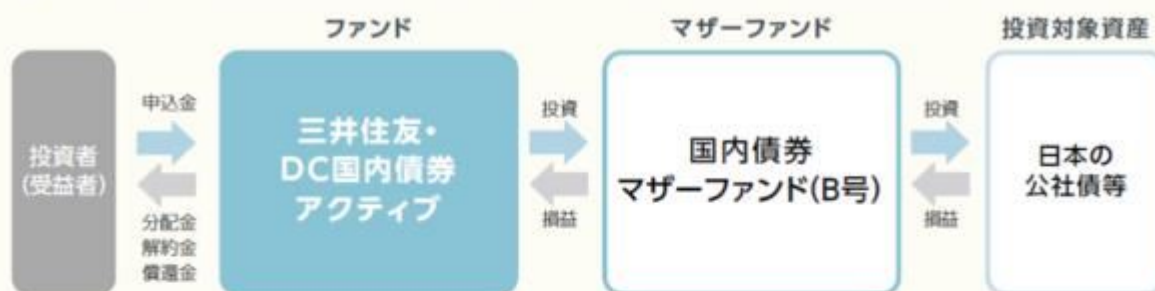 ファンド
マザーファンド
投資対象資産
投資者
(受益者)
申込金
分配金
解約金
償還金
三井住友・
DC国内債券
アクティブ
投資
損益
国内債券
マザーファンド(B号)
投資
損益
日本の
公社債等